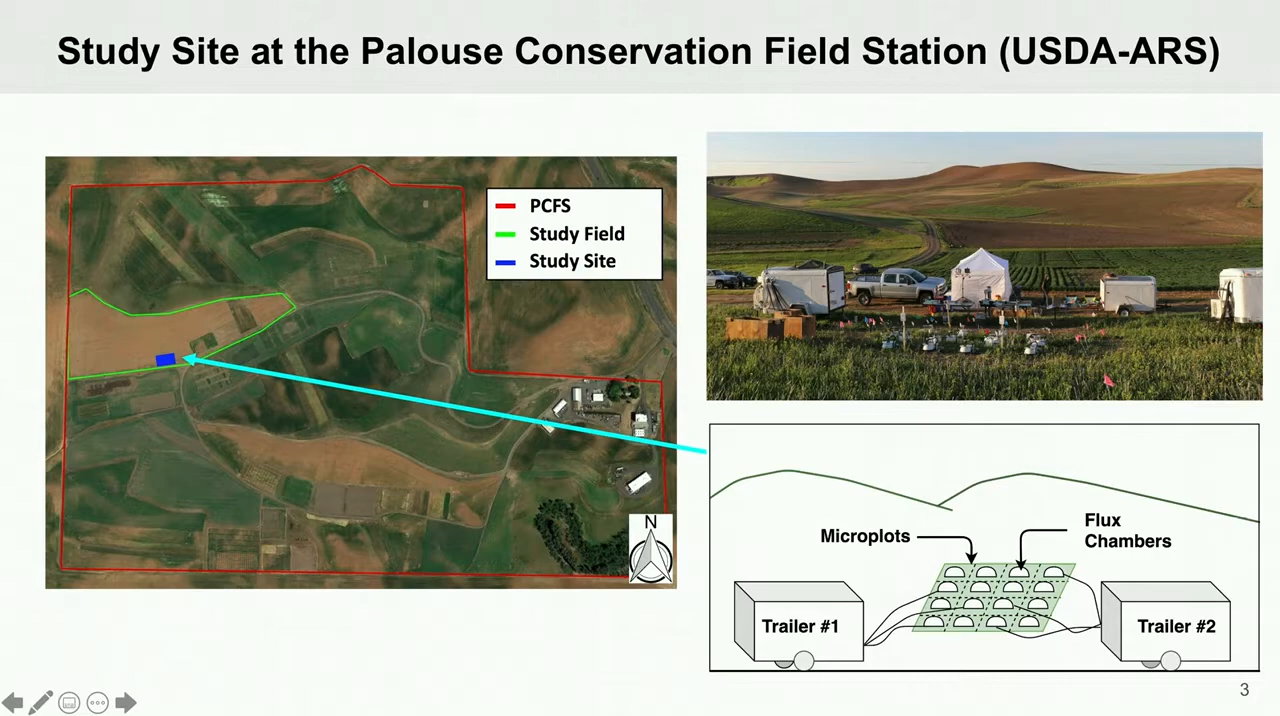 Study Site at the Palouse Conservation Field Station (USDA-ARS)
PCFS
Study Field
Study Site
N
Microplots
Flux
Chambers
Trailer #1
Trailer #2
3